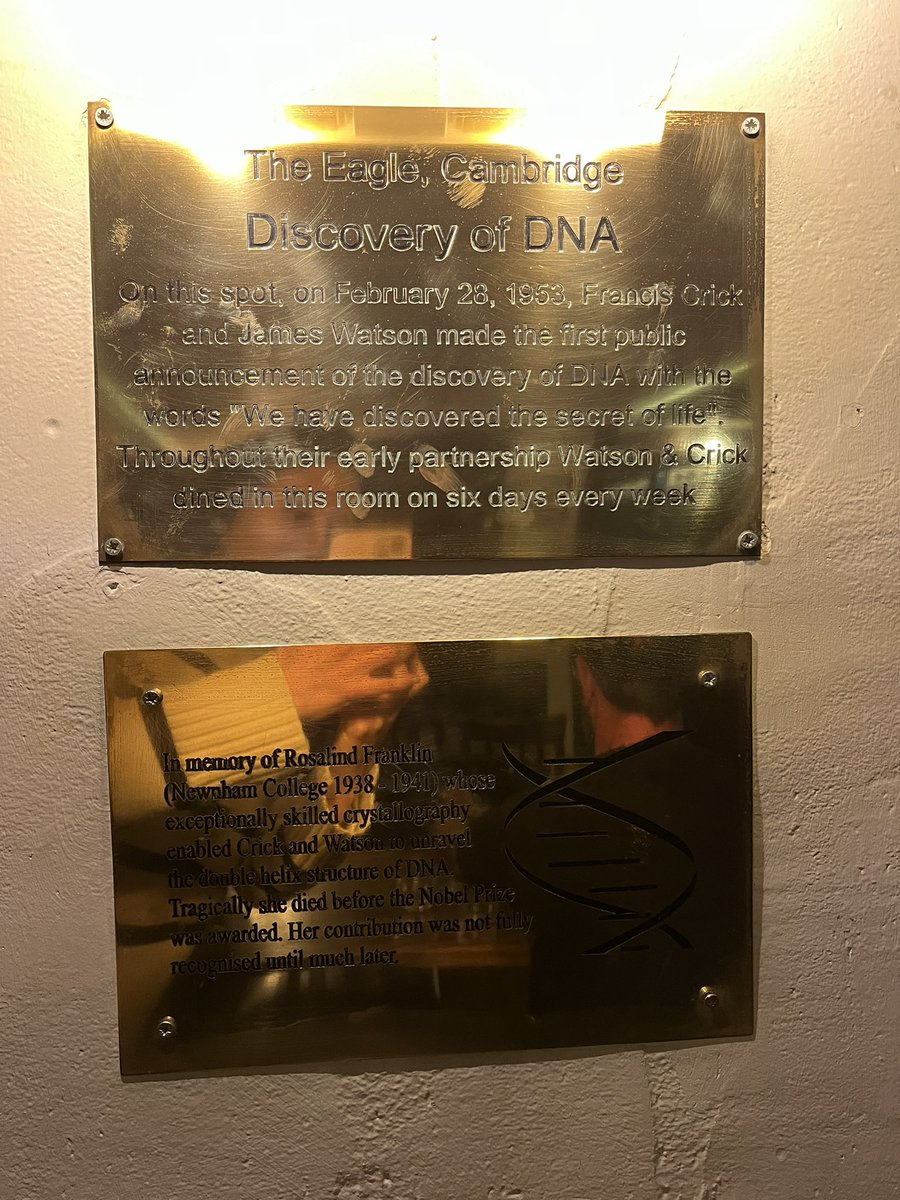 The Eagle, Cambridge
Discovery of DNA
On this spot, on February 28, 1953, Francis Crick
and James Watson made the first public
announcement of the discovery of DNA with the
words "We have discovered the secret of life".
Throughout their early partnership Watson & Crick
dined in this room on six days every week
In memory of Rosalind Franklin
(Newnham College 1938 - 1941) whose
exceptionally skilled crystallography
enabled Crick and Watson to unravel
the double helix structure of DNA.
Tragically she died before the Nobel Prize
was awarded. Her contribution was not fully
recognised until much later.